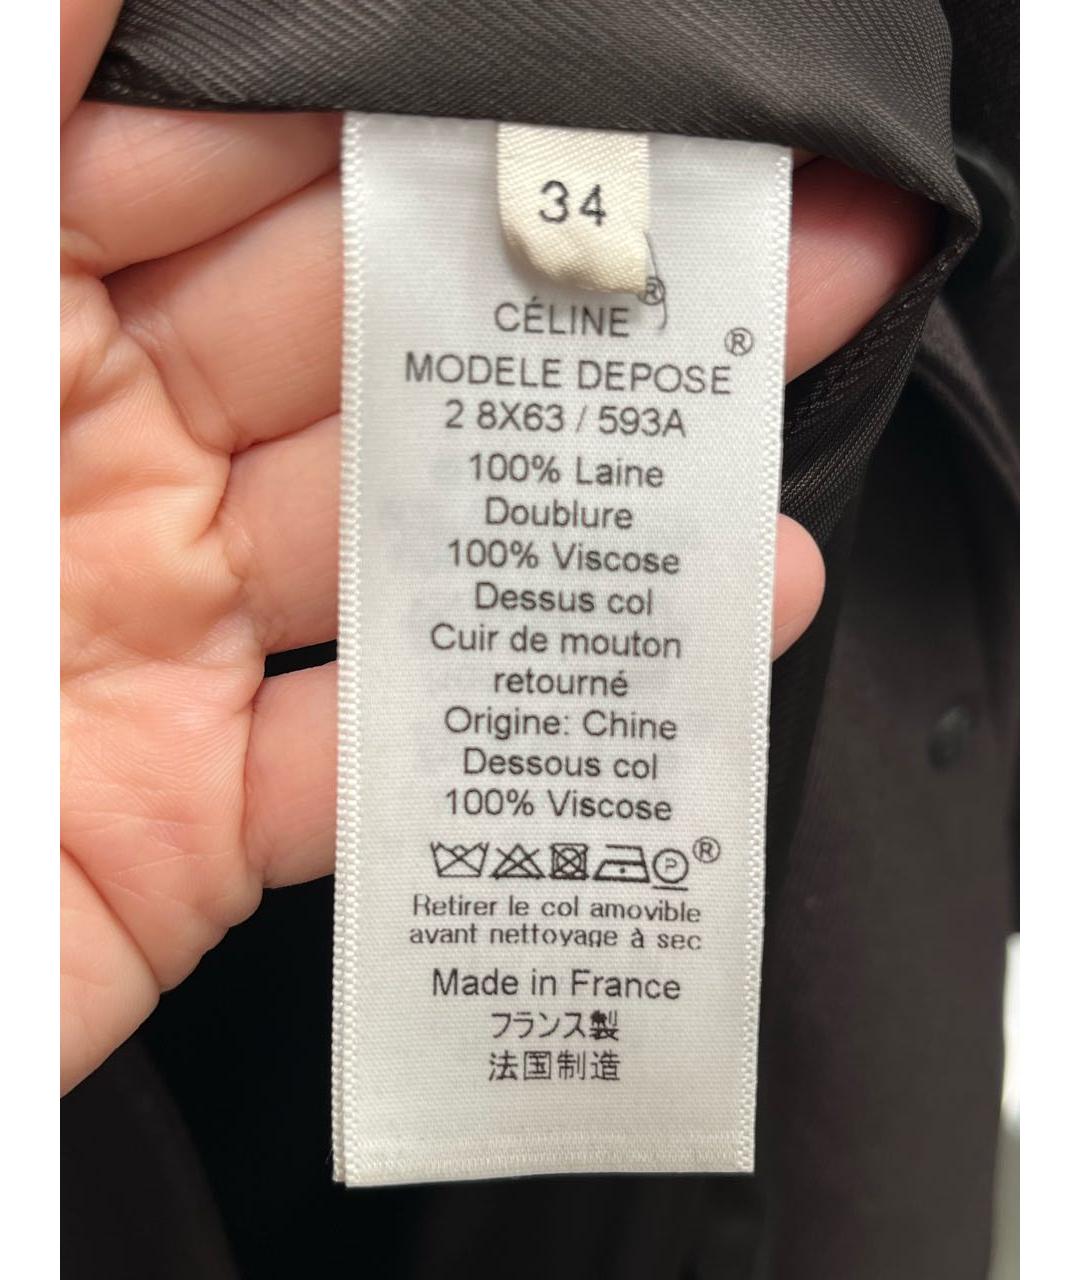 34
CÉLINE®
MODELE DEPOSE®
2 8X63 / 593A
100% Laine
Doublure
100% Viscose
Dessus col
Cuir de mouton
retourné
Origine: Chine
Dessous col
100% Viscose
P ®
Retirer le col amovible
avant nettoyage à sec
Made in France
フランス製
法国制造